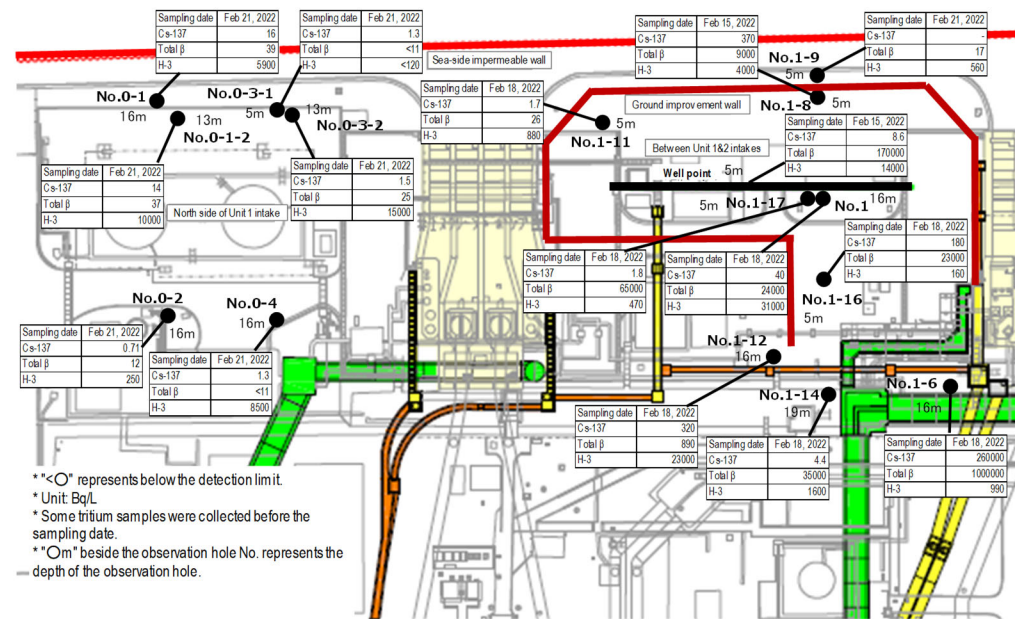 Sampling date Feb 21, 2022
Cs-137 16
Total β 39
H-3 5900
Sampling date Feb 21, 2022
Cs-137 1.3
Total β <11
H-3 <120
Sea-side impermeable wall
Sampling date Feb 15, 2022
Cs-137 370
Total β 9000
H-3 4000
Sampling date Feb 21, 2022
Cs-137 -
Total β 17
H-3 560
No.1-9
5m
No.0-1
16m
No.0-3-1
5m
13m
No.0-3-2
13m
No.0-1-2
Sampling date Feb 18, 2022
Cs-137 1.7
Total β 26
H-3 880
5m
No.1-11
Ground improvement wall
No.1-8
5m
Between Unit 1&2 intakes
Sampling date Feb 15, 2022
Cs-137 8.6
Total β 170000
H-3 14000
Sampling date Feb 21, 2022
Cs-137 14
Total β 37
H-3 10000
North side of Unit 1 intake
Sampling date Feb 21, 2022
Cs-137 1.5
Total β 25
H-3 15000
Well point
5m
5m
No.1-17
No.1
16m
Sampling date Feb 18, 2022
Cs-137 1.8
Total β 65000
H-3 470
Sampling date Feb 18, 2022
Cs-137 40
Total β 24000
H-3 31000
Sampling date Feb 18, 2022
Cs-137 180
Total β 23000
H-3 160
No.1-16
5m
No.0-2
16m
No.0-4
16m
Sampling date Feb 21, 2022
Cs-137 0.71
Total β 12
H-3 250
Sampling date Feb 21, 2022
Cs-137 1.3
Total β <11
H-3 8500
No.1-12
16m
No.1-14
19m
No.1-6
16m
Sampling date Feb 18, 2022
Cs-137 320
Total β 890
H-3 23000
Sampling date Feb 18, 2022
Cs-137 4.4
Total β 35000
H-3 1600
Sampling date Feb 18, 2022
Cs-137 260000
Total β 1000000
H-3 990
* "<○" represents below the detection limit.
* Unit: Bq/L
* Some tritium samples were collected before the
sampling date.
* "○m" beside the observation hole No. represents the
depth of the observation hole.